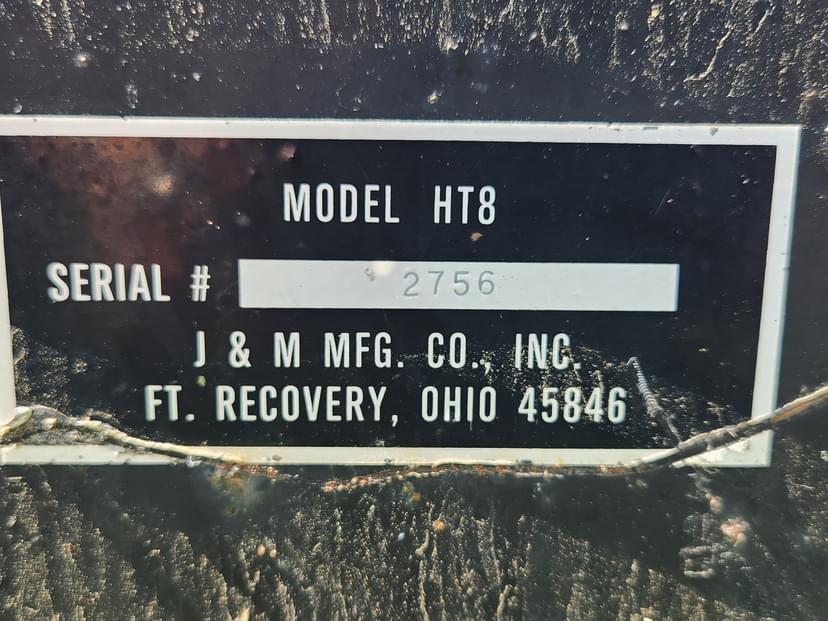 MODEL HT8
SERIAL # 2756
J & M MFG. CO., INC.
FT. RECOVERY, OHIO 45846